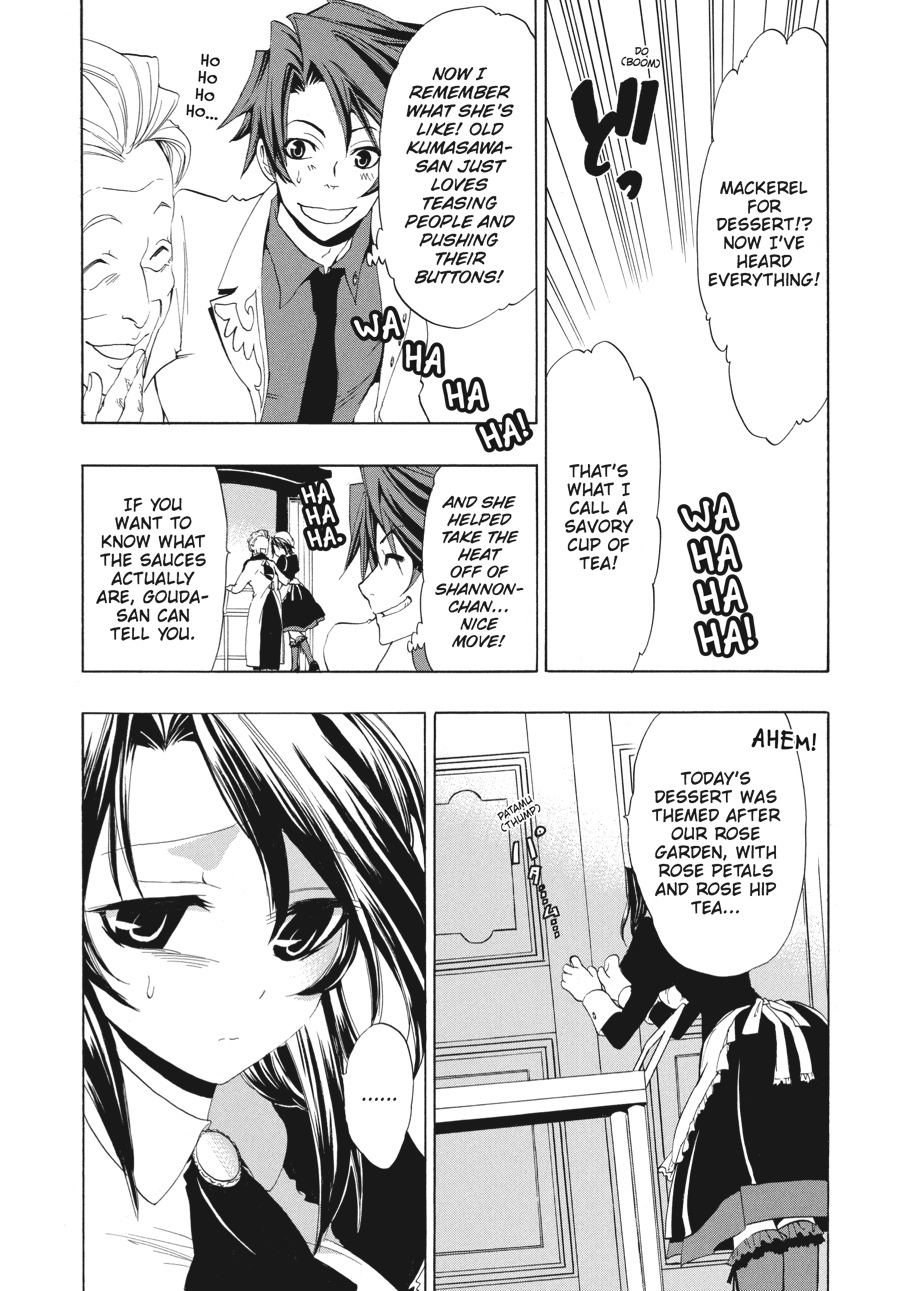 DO
(BOOM)
ドッ
MACKEREL
FOR
DESSERT!?
NOW I'VE
HEARD
EVERYTHING!
THAT'S
WHAT I
CALL A
SAVORY
CUP OF
TEA!
WA
HA
HA
HA!
NOW I
REMEMBER
WHAT SHE'S
LIKE! OLD
KUMASAWA-
SAN JUST
LOVES
TEASING
PEOPLE AND
PUSHING
THEIR
BUTTONS!
HO
HO
HO
HO...
WA
HA
HA
HA!
AND SHE
HELPED
TAKE THE
HEAT
OFF OF
SHANNON-
CHAN...
NICE
MOVE!
HA
HA
HA.
IF YOU
WANT TO
KNOW WHAT
THE SAUCES
ACTUALLY
ARE, GOUDA-
SAN CAN
TELL YOU.
AHEM!
TODAY'S
DESSERT WAS
THEMED AFTER
OUR ROSE
GARDEN, WITH
ROSE PETALS
AND ROSE HIP
TEA...
PATAMU
(THUMP)
......